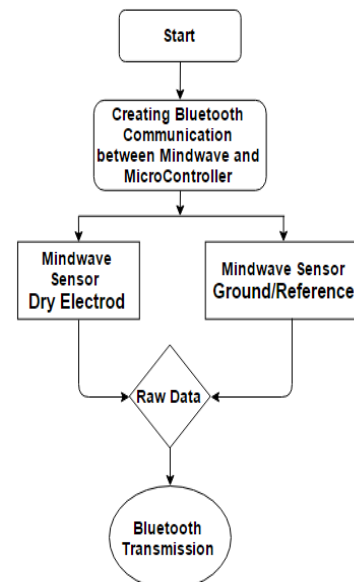 Start
Creating Bluetooth
Communication
between Mindwave and
MicroController
Mindwave
Sensor
Dry Electrod
Mindwave Sensor
Ground/Reference
Raw Data
Bluetooth
Transmission